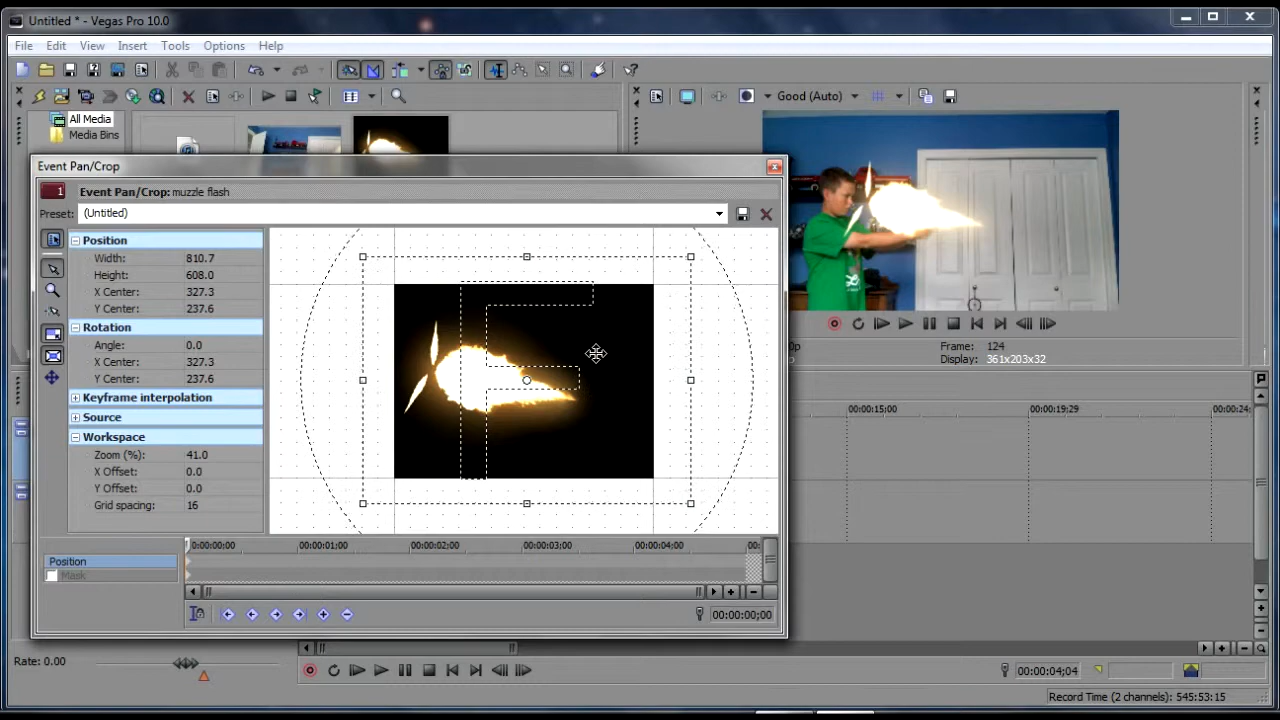 Untitled * - Vegas Pro 10.0
File Edit View Insert Tools Options Help
Good (Auto)
All Media
Media Bins
Event Pan/Crop
1 Event Pan/Crop: muzzle flash
Preset: (Untitled)
Position
Width: 810.7
Height: 608.0
X Center: 327.3
Y Center: 237.6
Rotation
Angle: 0.0
X Center: 327.3
Y Center: 237.6
Keyframe interpolation
Source
Workspace
Zoom (%): 41.0
X Offset: 0.0
Y Offset: 0.0
Grid spacing: 16
Frame: 124
Display: 361x203x32
00:00:15:00 00:00:19:29
0:00:00;00 00:00:01;00 00:00:02;00 00:00:03;00 00:00:04;00
Position
Mask
00:00:00;00
Rate: 0.00
00:00:04;04
Record Time (2 channels): 545:53:15